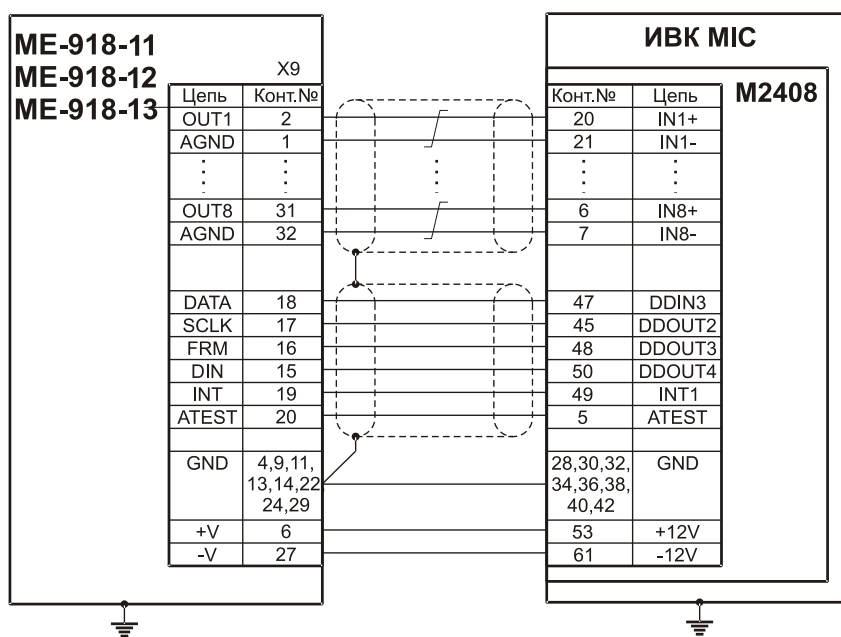 МЕ-918-11
МЕ-918-12
МЕ-918-13
X9
Цепь Конт.№
OUT1 2
AGND 1
OUT8 31
AGND 32
DATA 18
SCLK 17
FRM 16
DIN 15
INT 19
ATEST 20
GND 4,9,11,
13,14,22
24,29
+V 6
-V 27
ИВК MIC
M2408
Конт.№ Цепь
20 IN1+
21 IN1-
6 IN8+
7 IN8-
47 DDIN3
45 DDOUT2
48 DDOUT3
50 DDOUT4
49 INT1
5 ATEST
28,30,32, GND
34,36,38,
40,42
53 +12V
61 -12V